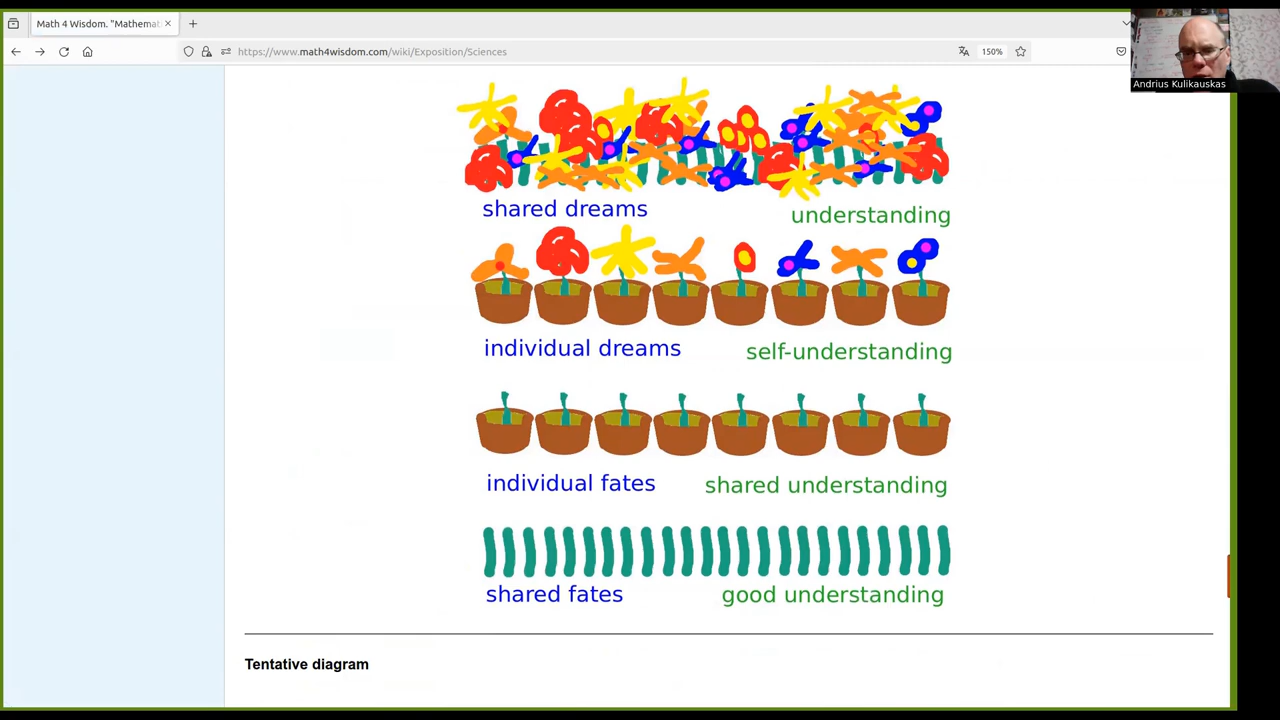 Math 4 Wisdom. "Mathemat
https://www.math4wisdom.com/wiki/Exposition/Sciences
150%
Andrius Kulikauskas
shared dreams understanding
individual dreams self-understanding
individual fates shared understanding
shared fates good understanding
Tentative diagram